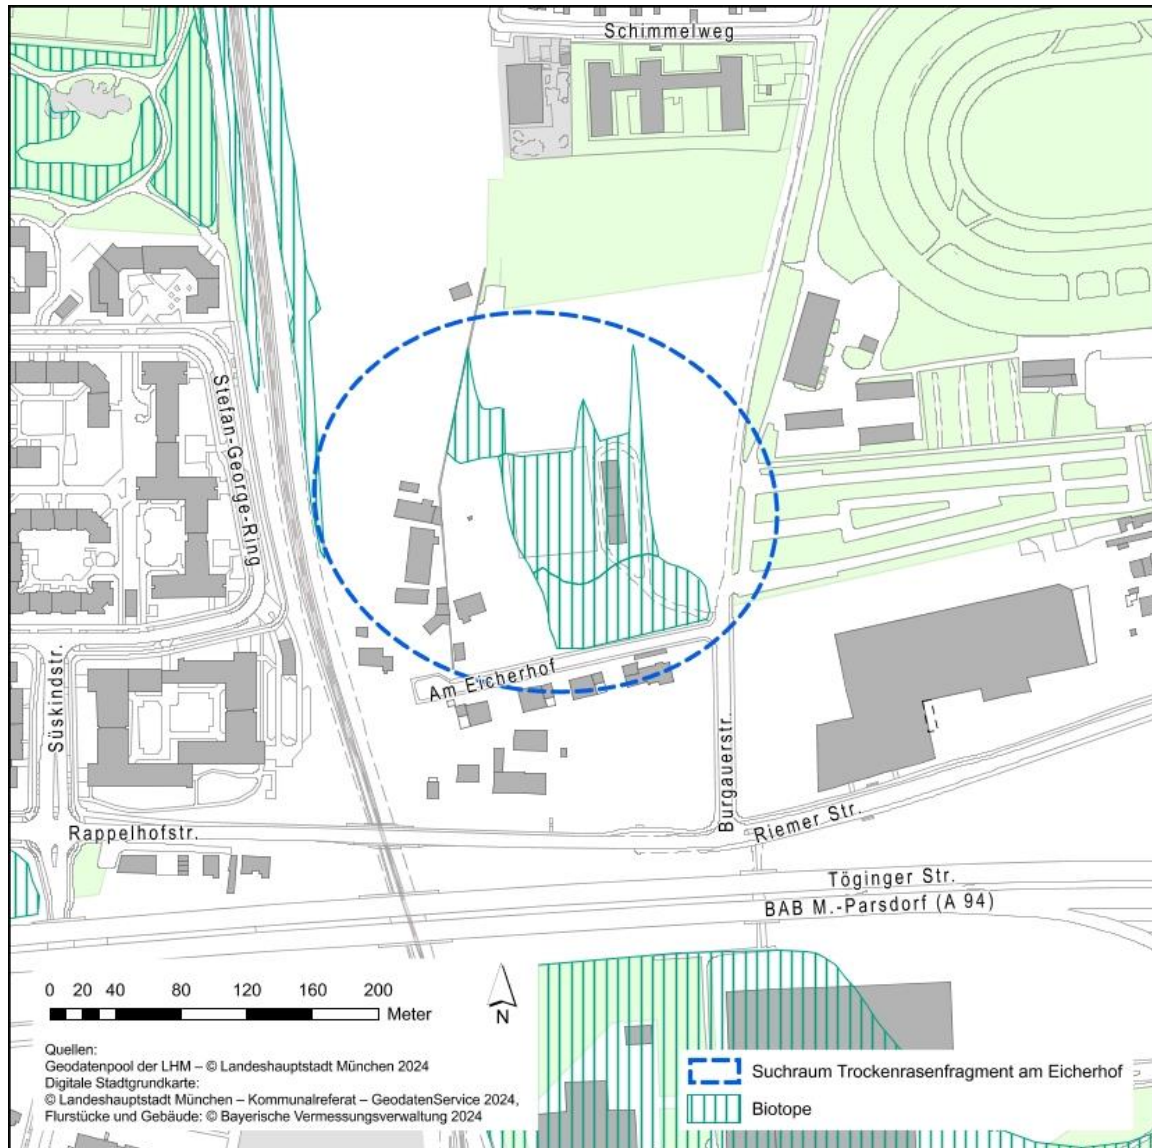 Schimmelweg
Stefan-George-Ring
Am Eicherhof
Süskindstr.
Burgauerstr.
Rappelhofstr.
Riemer Str.
Töginger Str.
BAB M.-Parsdorf (A 94)
0 20 40 80 120 160 200
Meter
N
Quellen:
Geodatenpool der LHM – © Landeshauptstadt München 2024
Digitale Stadtgrundkarte:
© Landeshauptstadt München – Kommunalreferat – GeodatenService 2024,
Flurstücke und Gebäude: © Bayerische Vermessungsverwaltung 2024
Suchraum Trockenrasenfragment am Eicherhof
Biotope